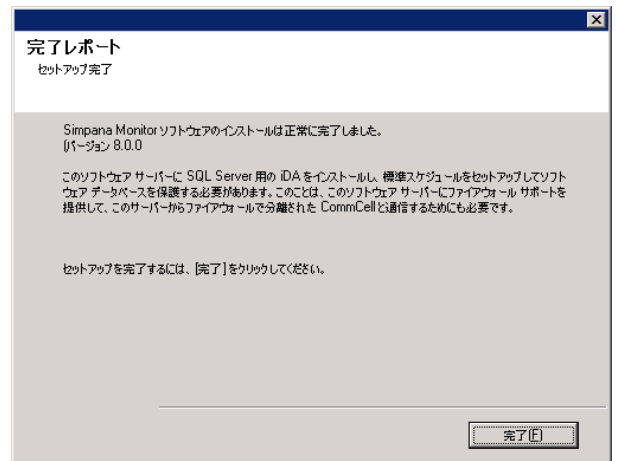 完了レポート
セットアップ完了
Simpana Monitor ソフトウェアのインストールは正常に完了しました。
(バージョン 8.0.0
このソフトウェア サーバーに SQL Server 用の iDA をインストールし、標準スケジュールをセットアップしてソフト
ウェア データベースを保護する必要があります。このことは、このソフトウェア サーバーにファイアウォール サポートを
提供して、このサーバーからファイアウォールで分離された CommCell と通信するためにも必要です。
セットアップを完了するには、[完了] をクリックしてください。
完了(F)